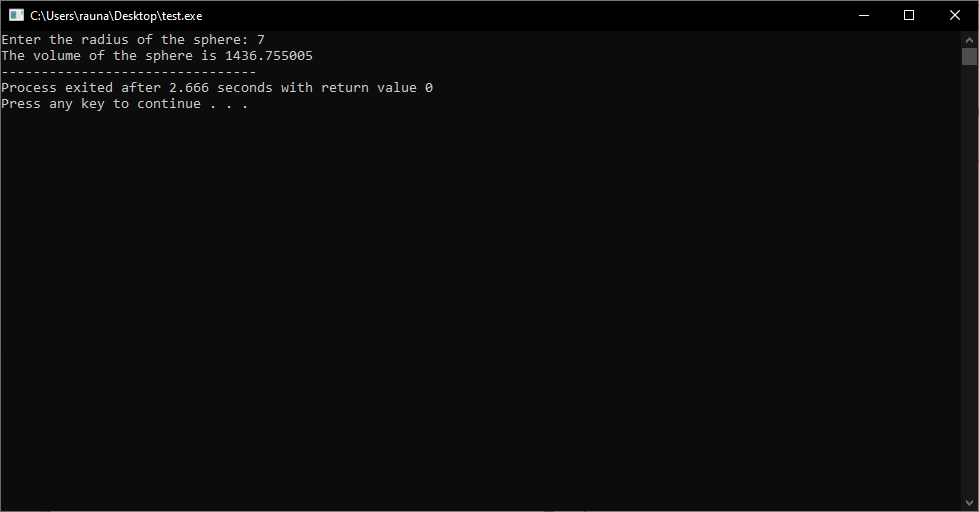 C:\Users\rauna\Desktop\test.exe
Enter the radius of the sphere: 7
The volume of the sphere is 1436.755005
--------------------------------
Process exited after 2.666 seconds with return value 0
Press any key to continue . . .